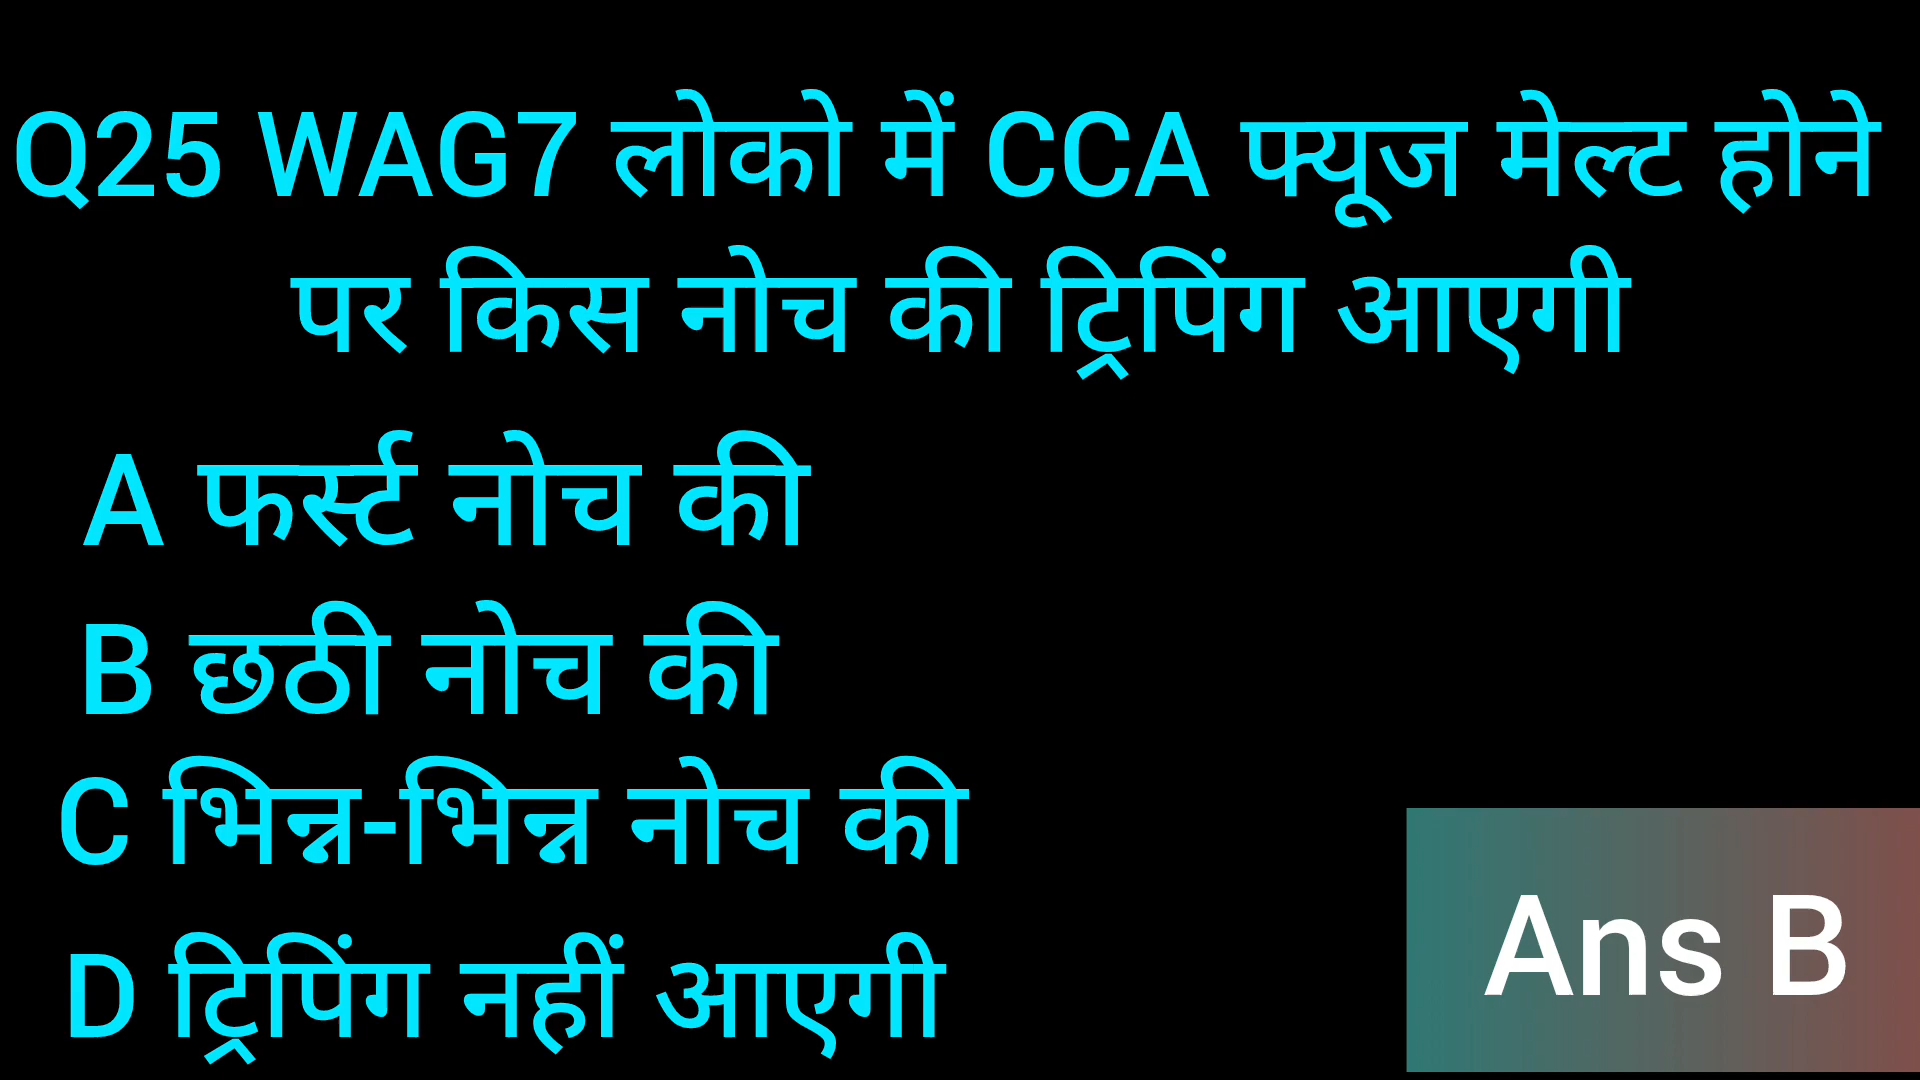 Q25 WAG7 लोको में CCA फ्यूज मेल्ट होने
पर किस नोच की ट्रिपिंग आएगी
A फर्स्ट नोच की
B छठी नोच की
C भिन्न-भिन्न नोच की
D ट्रिपिंग नहीं आएगी
Ans B